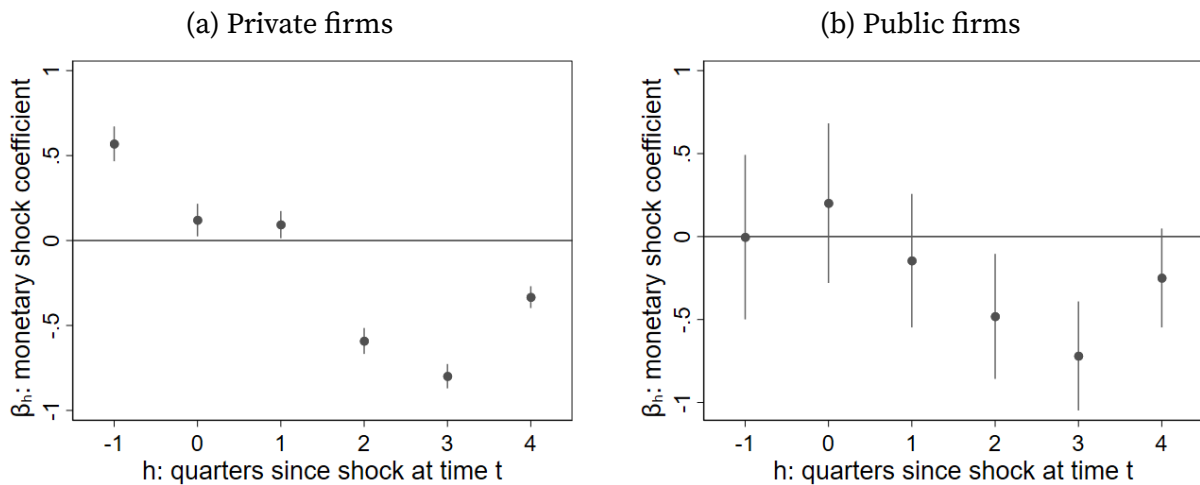 (a) Private firms
βₕ: monetary shock coefficient
1
.5
0
-.5
-1
-1 0 1 2 3 4
h: quarters since shock at time t
(b) Public firms
βₕ: monetary shock coefficient
1
.5
0
-.5
-1
-1 0 1 2 3 4
h: quarters since shock at time t